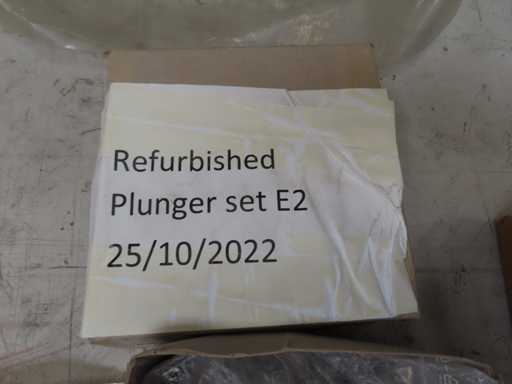 Refurbished
Plunger set E2
25/10/2022